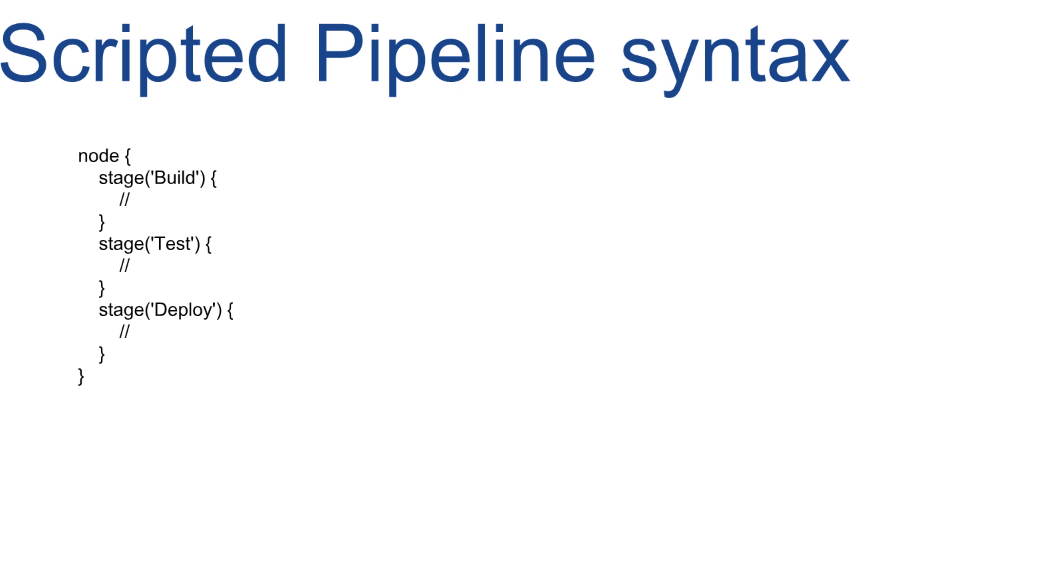 Scripted Pipeline syntax
node {
    stage('Build') {
        //
    }
    stage('Test') {
        //
    }
    stage('Deploy') {
        //
    }
}